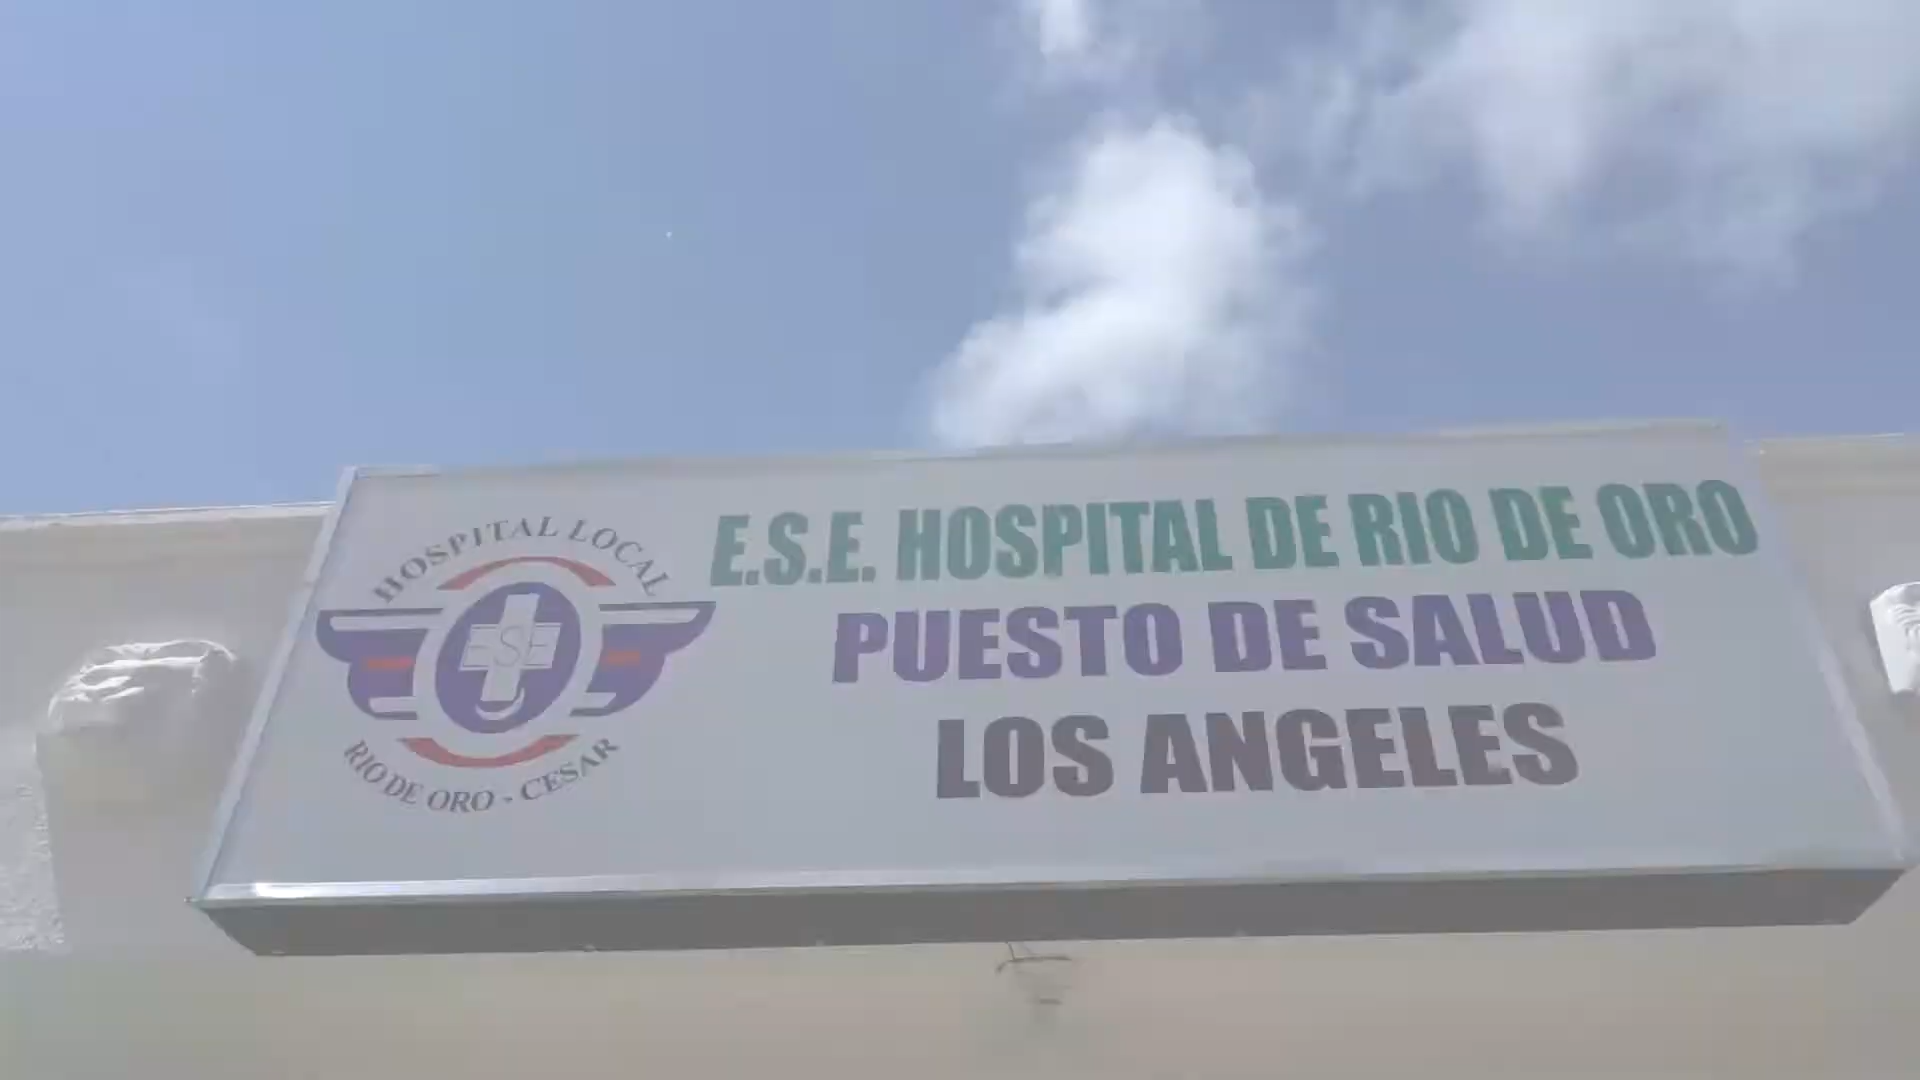 HOSPITAL LOCAL
ESE
RIO DE ORO - CESAR
E.S.E. HOSPITAL DE RIO DE ORO
PUESTO DE SALUD
LOS ANGELES